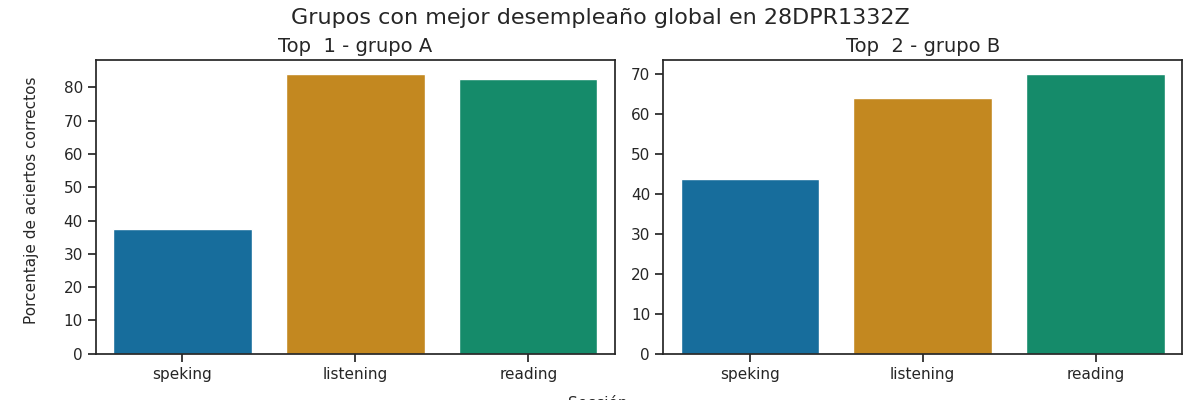 Grupos con mejor desempleaño global en 28DPR1332Z
Top  1 - grupo A
Top  2 - grupo B
Porcentaje de aciertos correctos
80
70
60
50
40
30
20
10
0
speking
listening
reading
70
60
50
40
30
20
10
0
speking
listening
reading
Sección